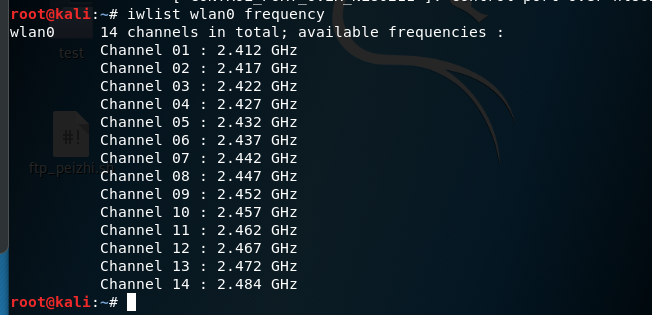 root@kali:~# iwlist wlan0 frequency
wlan0     14 channels in total; available frequencies :
          Channel 01 : 2.412 GHz
          Channel 02 : 2.417 GHz
          Channel 03 : 2.422 GHz
          Channel 04 : 2.427 GHz
          Channel 05 : 2.432 GHz
          Channel 06 : 2.437 GHz
          Channel 07 : 2.442 GHz
          Channel 08 : 2.447 GHz
          Channel 09 : 2.452 GHz
          Channel 10 : 2.457 GHz
          Channel 11 : 2.462 GHz
          Channel 12 : 2.467 GHz
          Channel 13 : 2.472 GHz
          Channel 14 : 2.484 GHz
root@kali:~#
test
#!